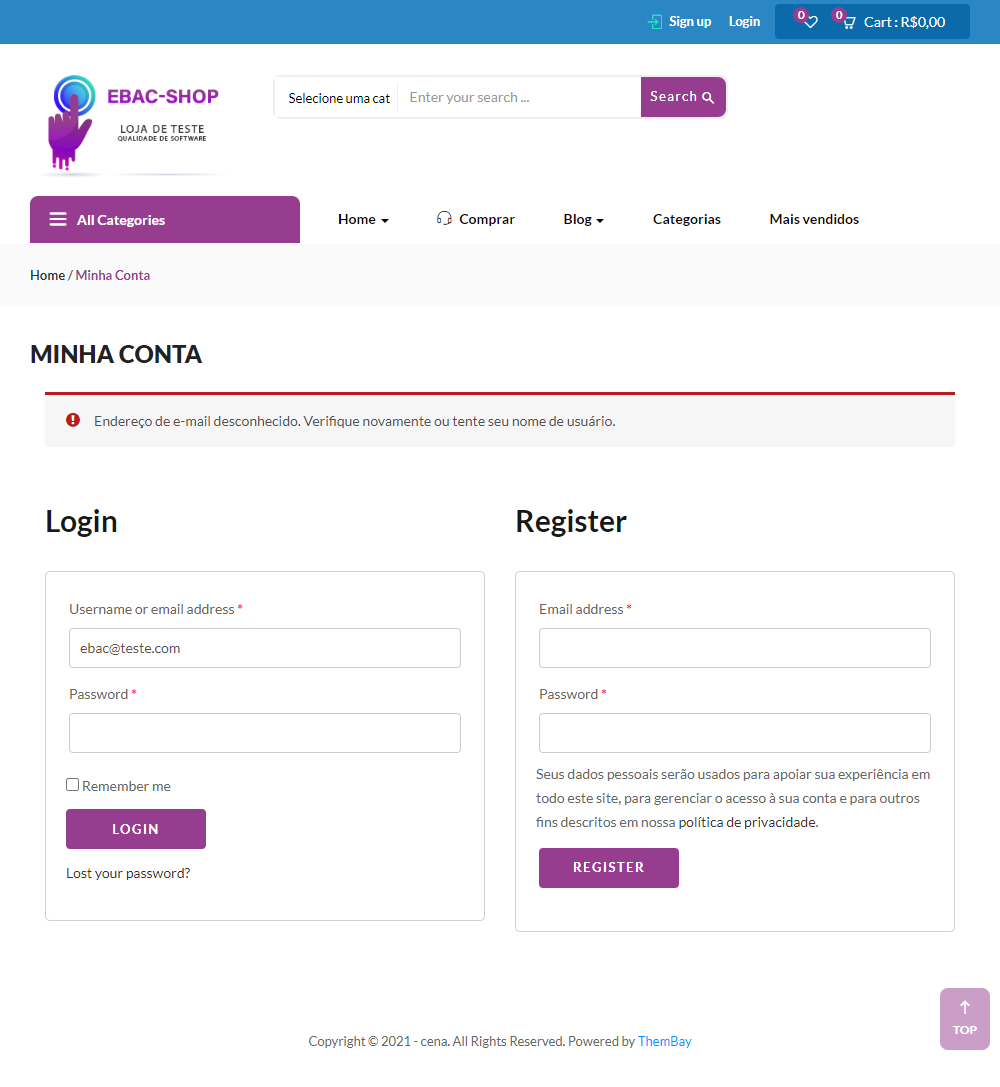 Sign up Login 0 0 Cart : R$0,00
EBAC-SHOP
LOJA DE TESTE
QUALIDADE DE SOFTWARE
Selecione uma cat Enter your search ... Search
All Categories Home Comprar Blog Categorias Mais vendidos
Home / Minha Conta
MINHA CONTA
Endereço de e-mail desconhecido. Verifique novamente ou tente seu nome de usuário.
Login
Username or email address *
ebac@teste.com
Password *
Remember me
LOGIN
Lost your password?
Register
Email address *
Password *
Seus dados pessoais serão usados para apoiar sua experiência em
todo este site, para gerenciar o acesso à sua conta e para outros
fins descritos em nossa política de privacidade.
REGISTER
TOP
Copyright © 2021 - cena. All Rights Reserved. Powered by ThemBay